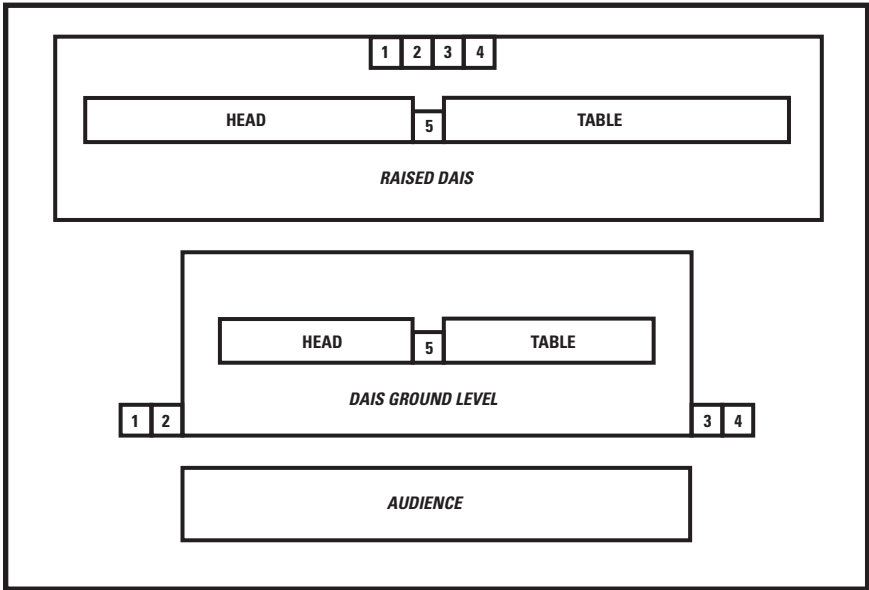 1 2 3 4
HEAD 5 TABLE
RAISED DAIS
HEAD 5 TABLE
DAIS GROUND LEVEL
1 2 3 4
AUDIENCE